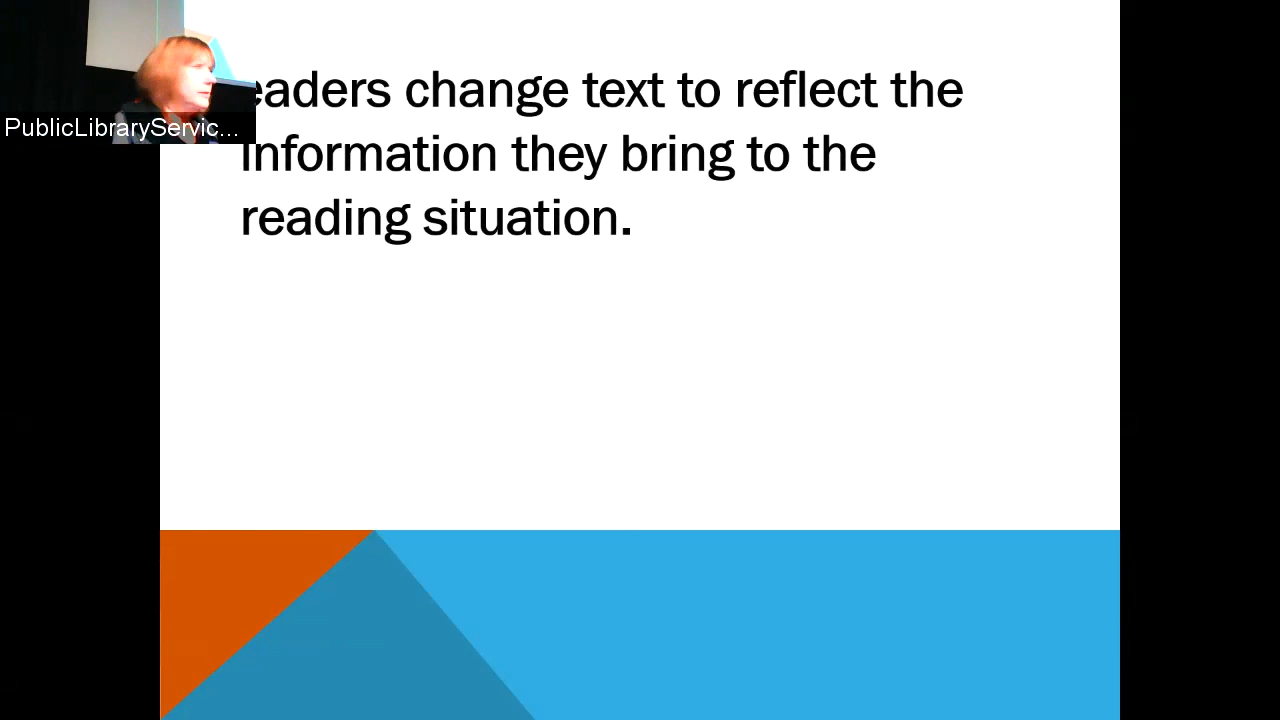 PublicLibraryServic...
eaders change text to reflect the
information they bring to the
reading situation.